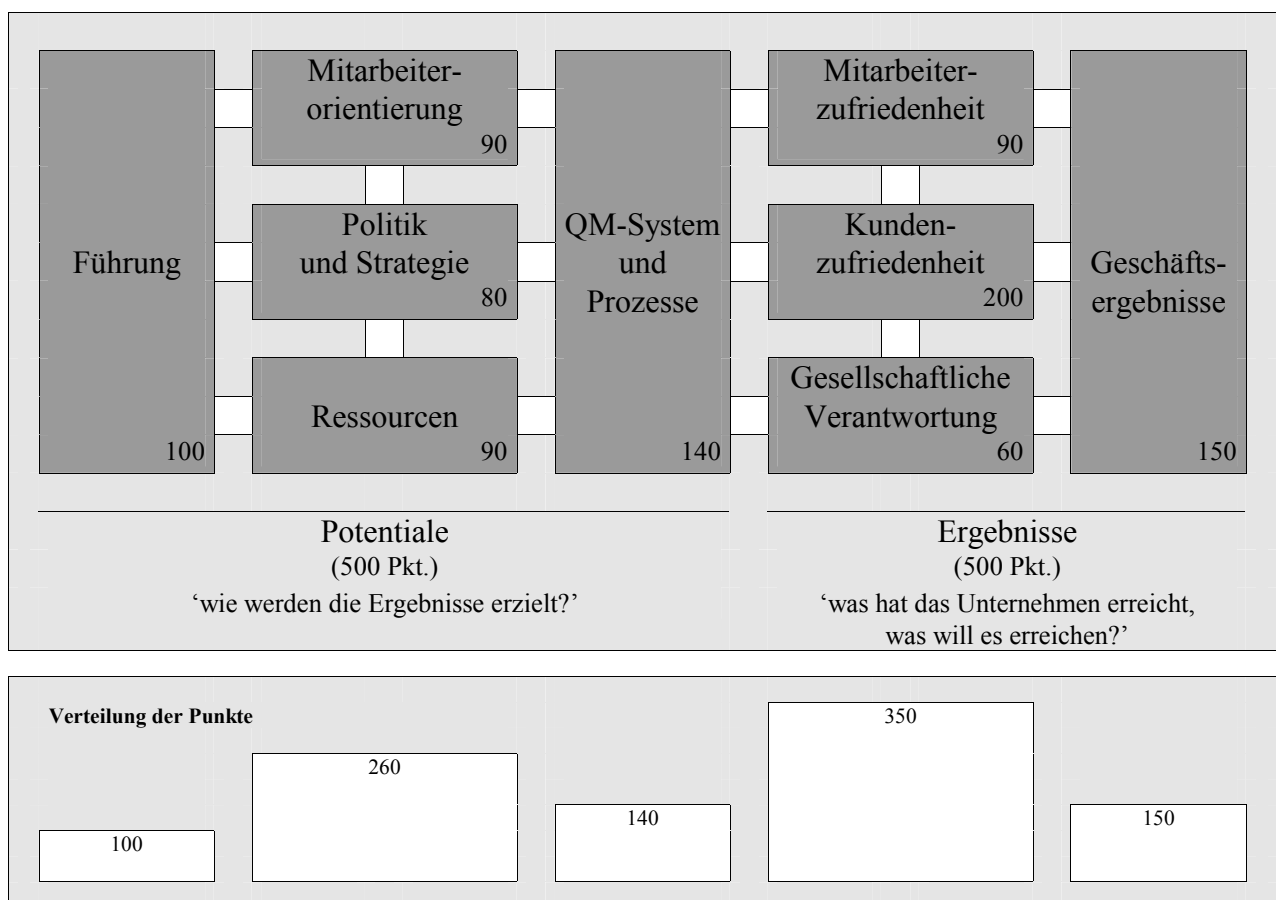 Führung
100
Mitarbeiter-
orientierung
90
Politik
und Strategie
80
Ressourcen
90
QM-System
und
Prozesse
140
Mitarbeiter-
zufriedenheit
90
Kunden-
zufriedenheit
200
Gesellschaftliche
Verantwortung
60
Geschäfts-
ergebnisse
150
Potentiale
(500 Pkt.)
‘wie werden die Ergebnisse erzielt?’
Ergebnisse
(500 Pkt.)
‘was hat das Unternehmen erreicht,
was will es erreichen?’
Verteilung der Punkte
100
260
140
350
150